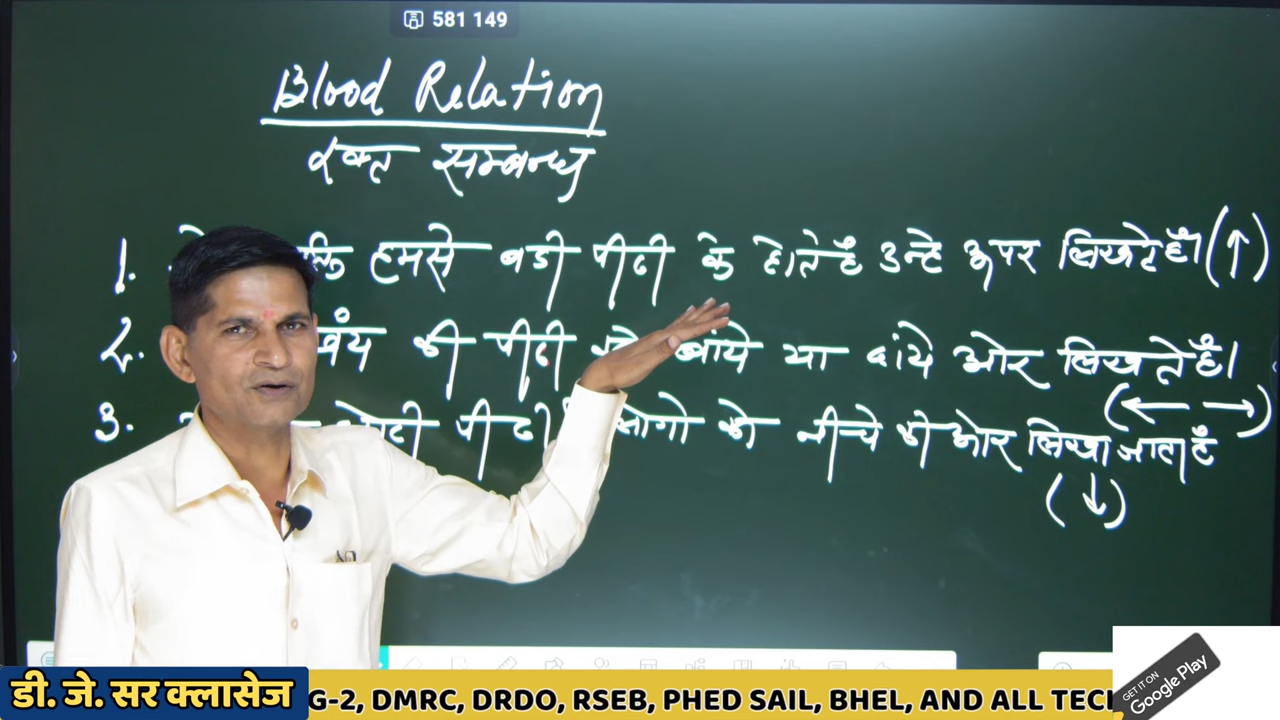 581 149
Blood Relation
रक्त सम्बन्ध
1. हमसे बडी पीढी के होते हैं उन्हे ऊपर लिखते हैं। (↑)
2. की पीढी बांये या दांये ओर लिखते हैं।
(← →)
3. छोटी पीढी लोगो को नीचे की ओर लिखा जाता हैं
(↓)
डी. जे. सर क्लासेज
G-2, DMRC, DRDO, RSEB, PHED SAIL, BHEL, AND ALL TEC
GET IT ON
Google Play